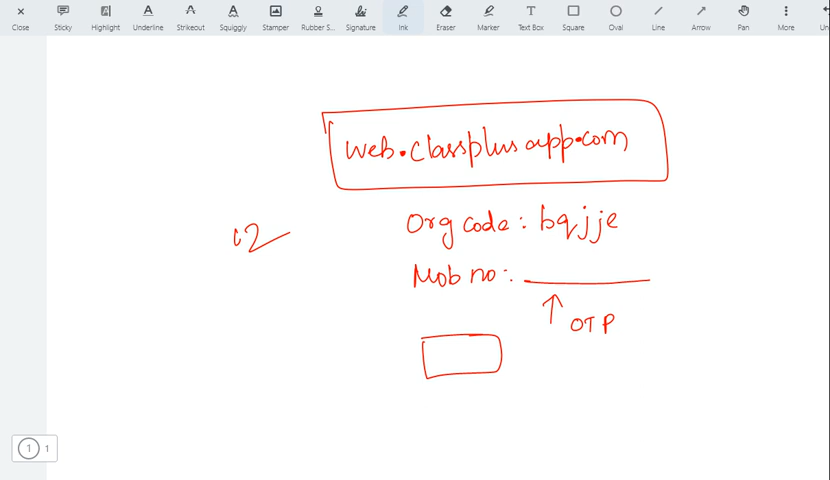 Close Sticky Highlight Underline Strikeout Squiggly Stamper Rubber S... Signature Ink Eraser Marker Text Box Square Oval Line Arrow Pan More Un
web.classplusapp.com
Org code : bqjje
Mob no :
OTP
1 1